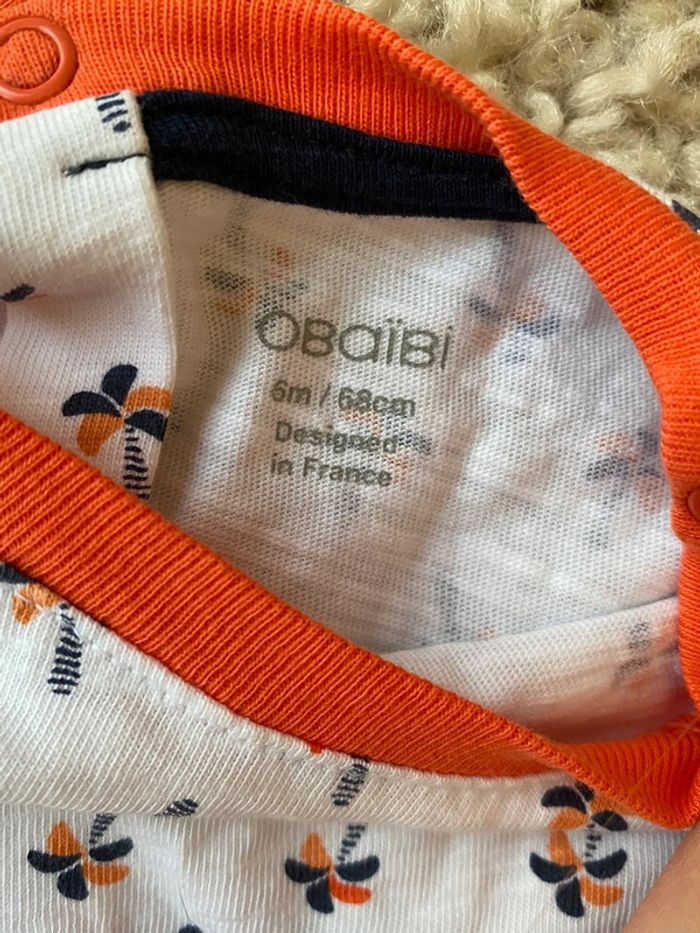 OBaïBi
6m / 68cm
Designed
in France